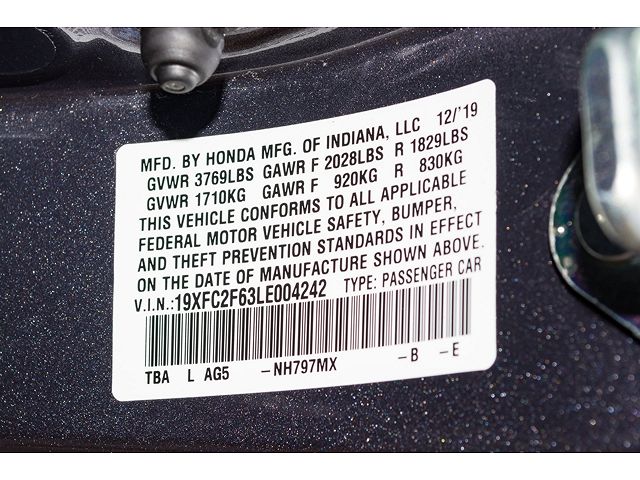 MFD. BY HONDA MFG. OF INDIANA, LLC 12/'19
GVWR 3769LBS GAWR F 2028LBS R 1829LBS
GVWR 1710KG GAWR F 920KG R 830KG
THIS VEHICLE CONFORMS TO ALL APPLICABLE
FEDERAL MOTOR VEHICLE SAFETY, BUMPER,
AND THEFT PREVENTION STANDARDS IN EFFECT
ON THE DATE OF MANUFACTURE SHOWN ABOVE.
V.I.N.:19XFC2F63LE004242 TYPE: PASSENGER CAR
TBA L AG5 -NH797MX -B -E